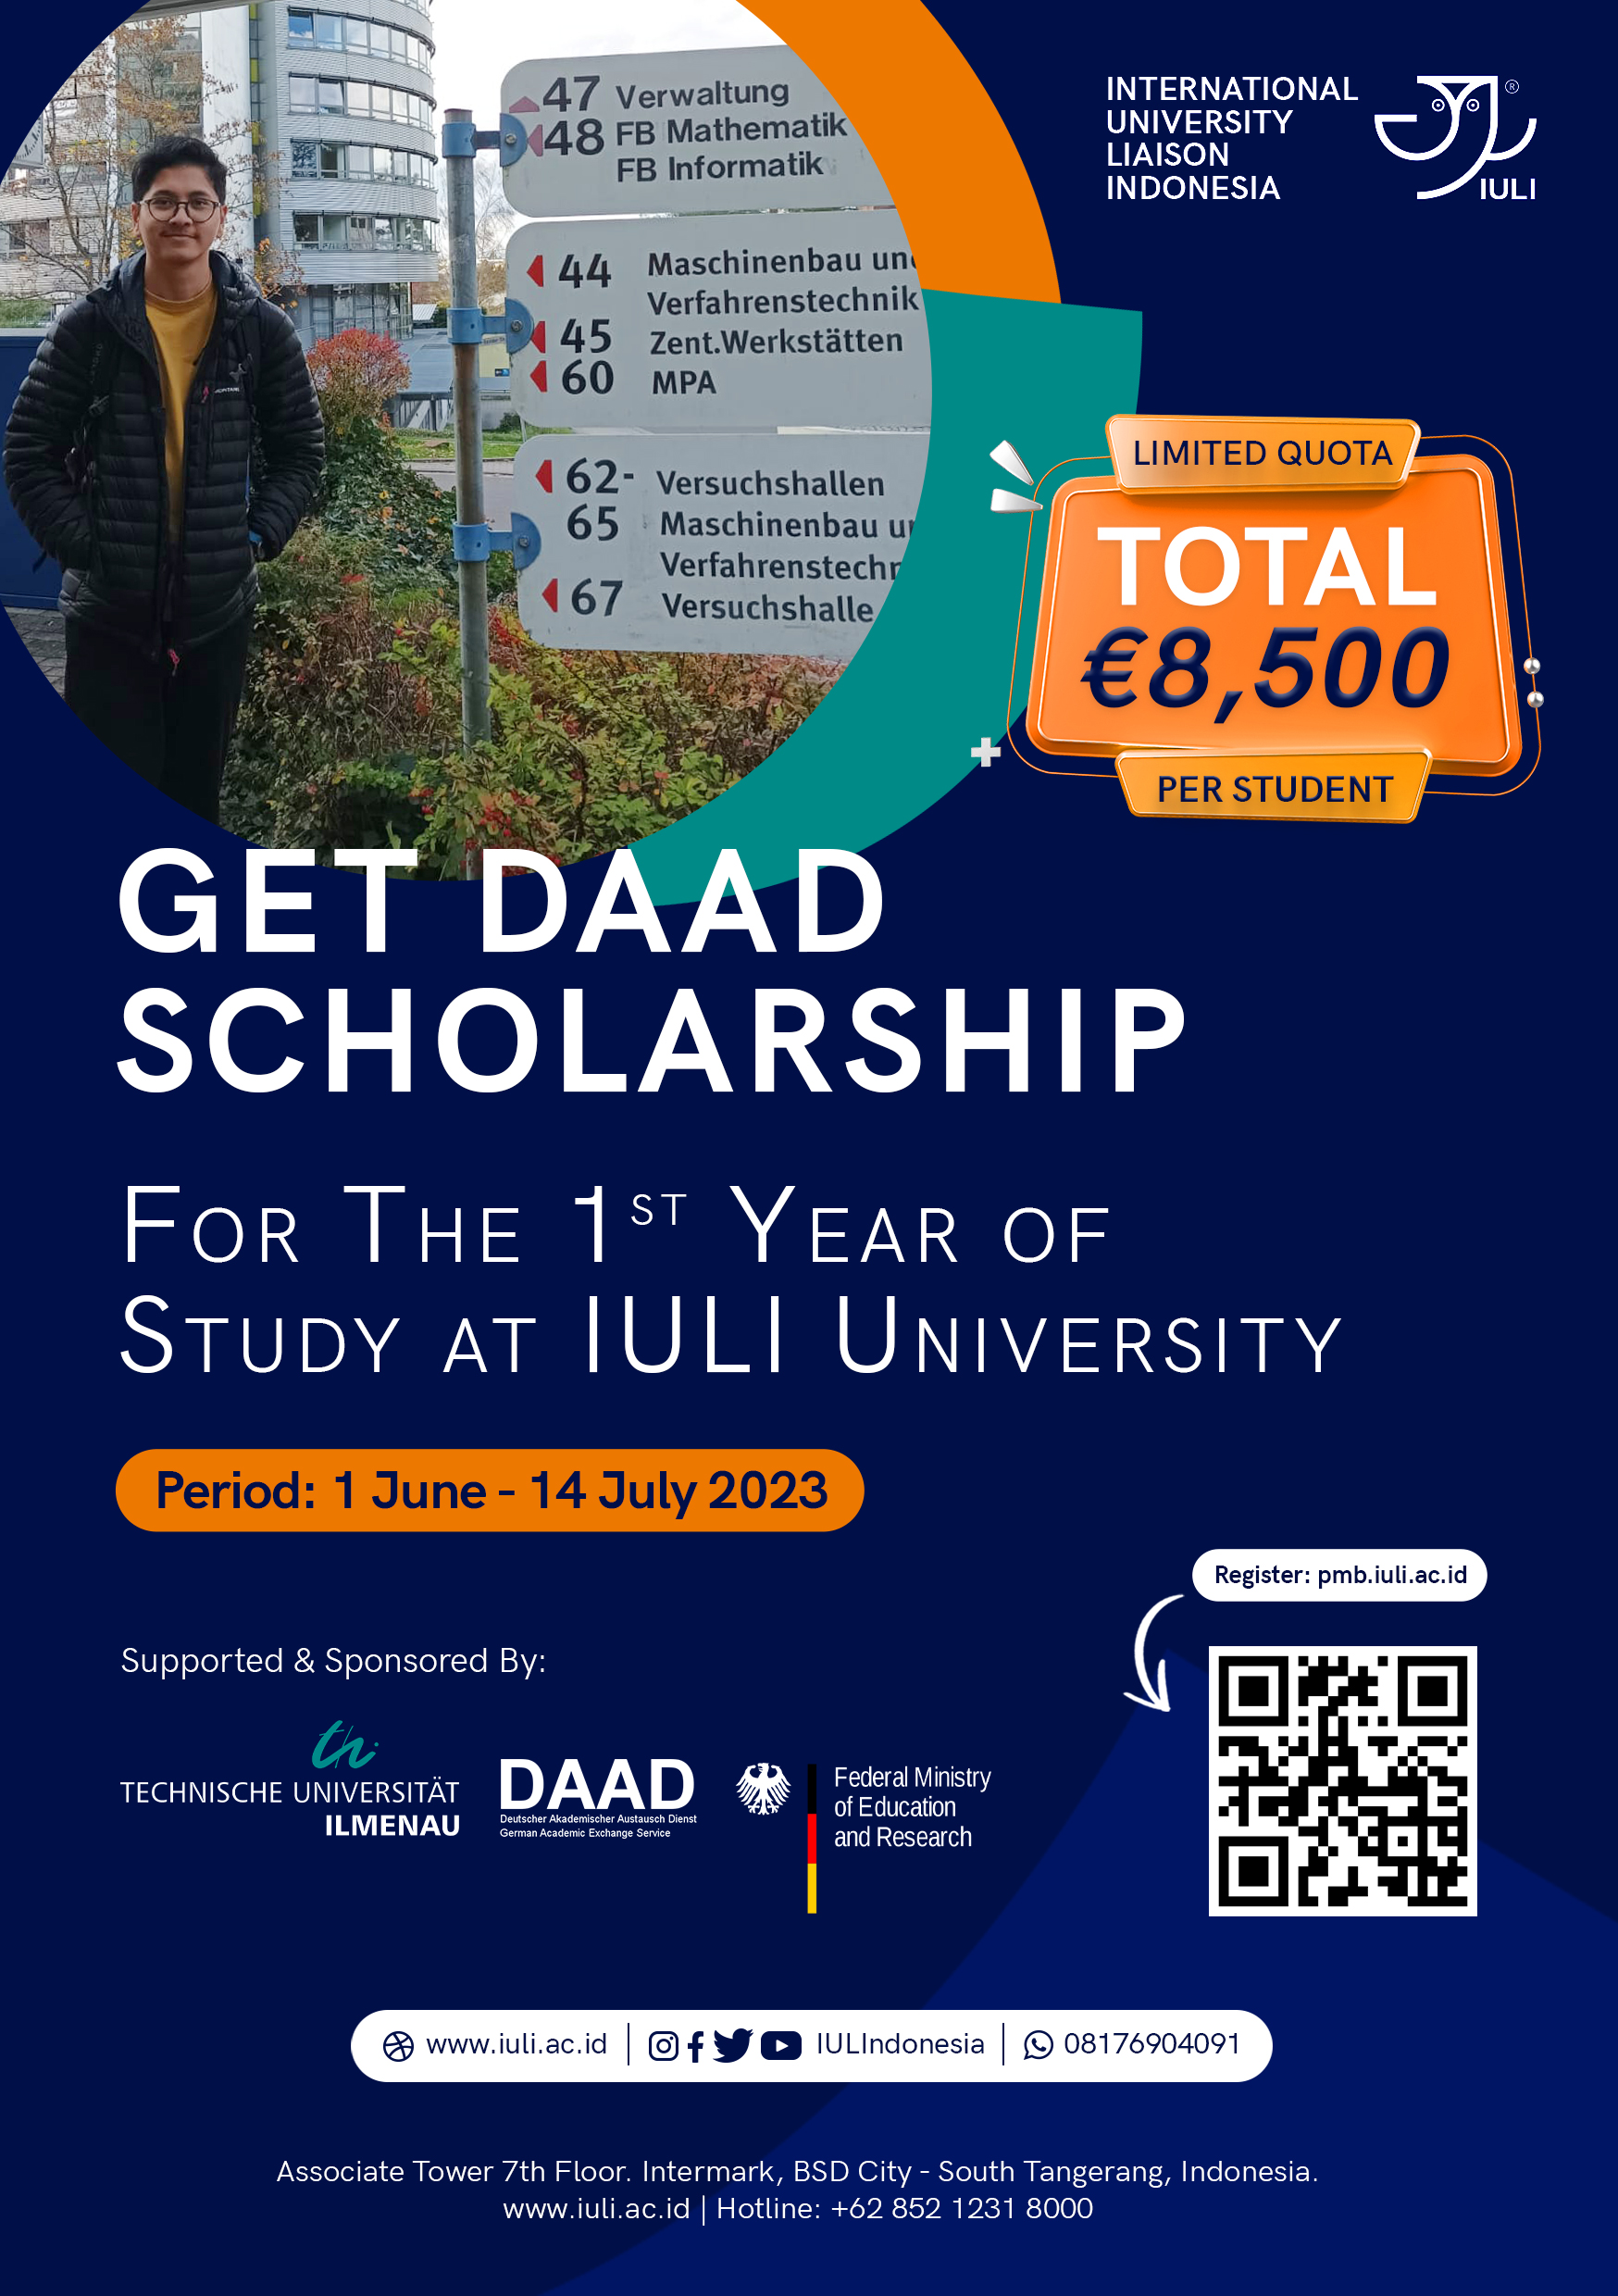 INTERNATIONAL
UNIVERSITY
LIAISON
INDONESIA
®
IULI
47 Verwaltung
48 FB Mathematik
FB Informatik
44 Maschinenbau und
Verfahrenstechnik
45 Zent.Werkstätten
60 MPA
62- Versuchshallen
65 Maschinenbau
Verfahrenstech
67 Versuchshalle
LIMITED QUOTA
TOTAL
€8,500
PER STUDENT
GET DAAD
SCHOLARSHIP
FOR THE 1ST YEAR OF
STUDY AT IULI UNIVERSITY
Period: 1 June - 14 July 2023
Register: pmb.iuli.ac.id
Supported & Sponsored By:
th
TECHNISCHE UNIVERSITÄT
ILMENAU
DAAD
Deutscher Akademischer Austausch Dienst
German Academic Exchange Service
Federal Ministry
of Education
and Research
www.iuli.ac.id | IULIndonesia | 08176904091
Associate Tower 7th Floor. Intermark, BSD City - South Tangerang, Indonesia.
www.iuli.ac.id | Hotline: +62 852 1231 8000